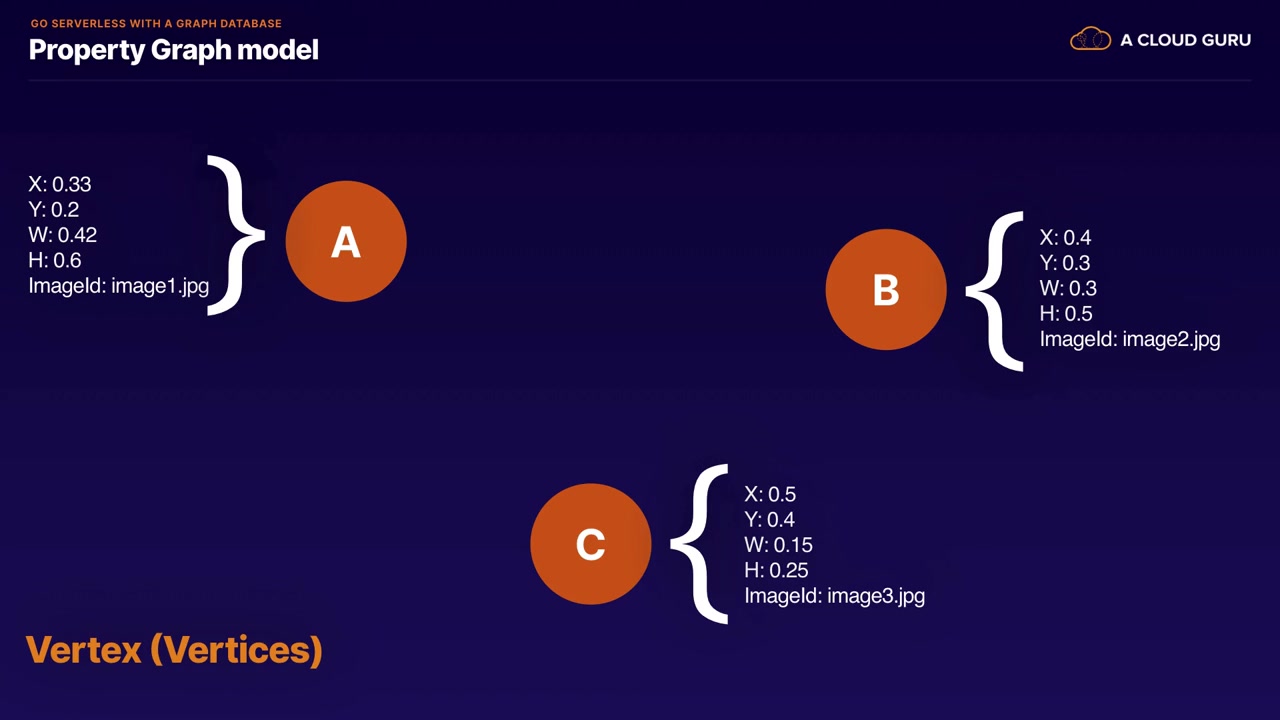 GO SERVERLESS WITH A GRAPH DATABASE
Property Graph model
A CLOUD GURU
X: 0.33
Y: 0.2
W: 0.42
H: 0.6
ImageId: image1.jpg
A
B
X: 0.4
Y: 0.3
W: 0.3
H: 0.5
ImageId: image2.jpg
C
X: 0.5
Y: 0.4
W: 0.15
H: 0.25
ImageId: image3.jpg
Vertex (Vertices)